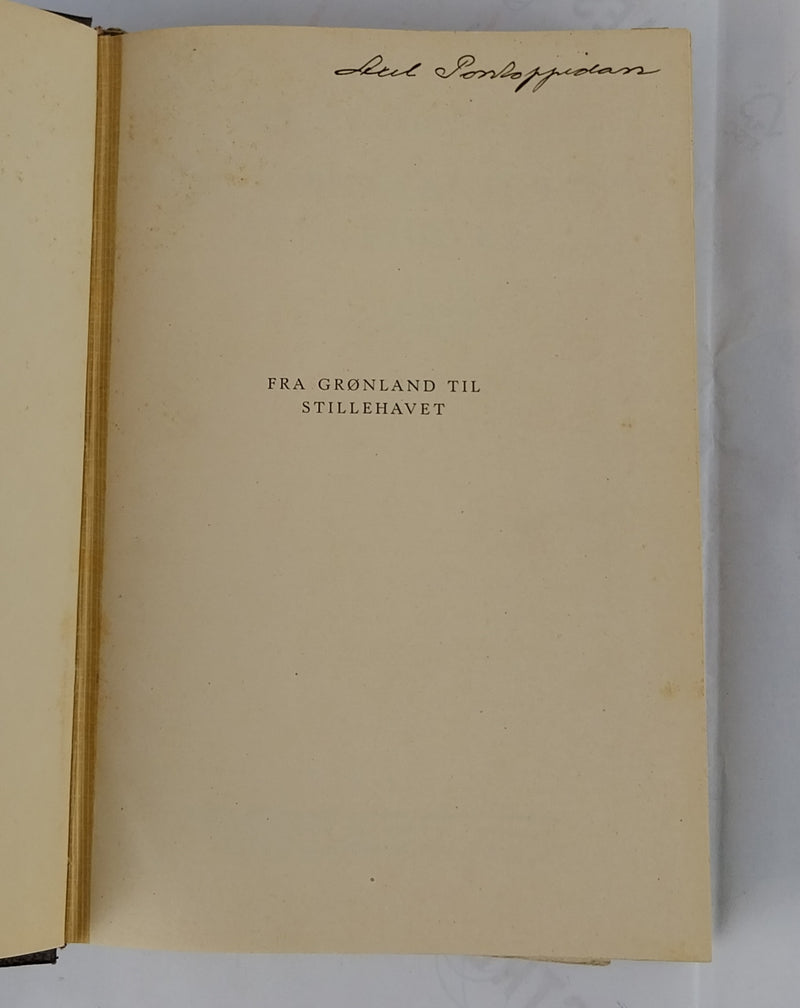 Axel Pontoppidan
FRA GRØNLAND TIL
STILLEHAVET